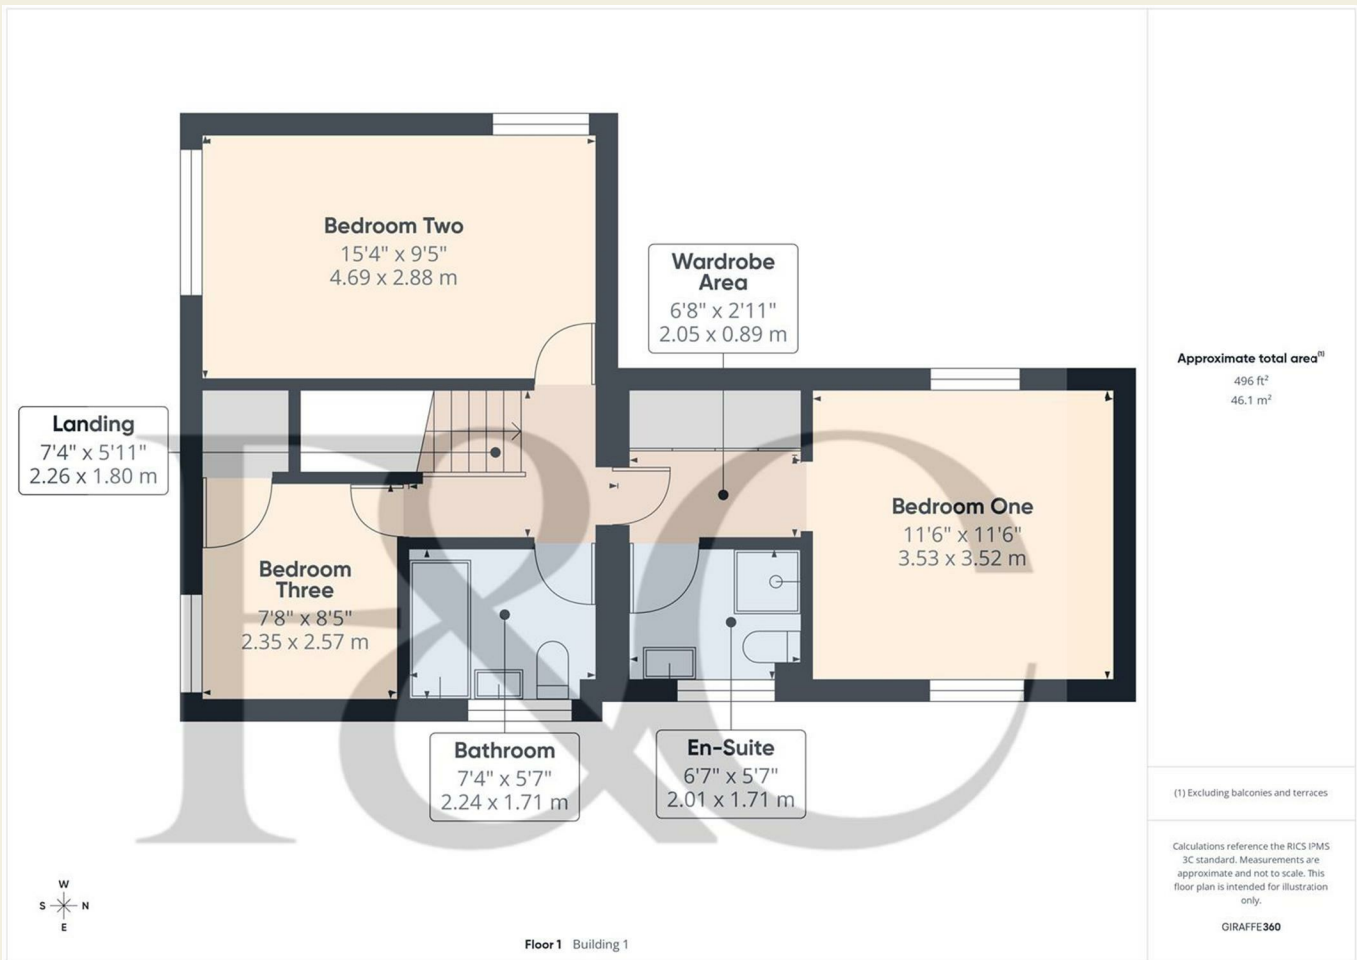 Bedroom Two
15'4" x 9'5"
4.69 x 2.88 m
Wardrobe
Area
6'8" x 2'11"
2.05 x 0.89 m
Landing
7'4" x 5'11"
2.26 x 1.80 m
Bedroom One
11'6" x 11'6"
3.53 x 3.52 m
Bedroom
Three
7'8" x 8'5"
2.35 x 2.57 m
Bathroom
7'4" x 5'7"
2.24 x 1.71 m
En-Suite
6'7" x 5'7"
2.01 x 1.71 m
F&C
W
S N
E
Floor 1 Building 1
Approximate total area(1)
496 ft²
46.1 m²
(1) Excluding balconies and terraces
Calculations reference the RICS IPMS
3C standard. Measurements are
approximate and not to scale. This
floor plan is intended for illustration
only.
GIRAFFE360